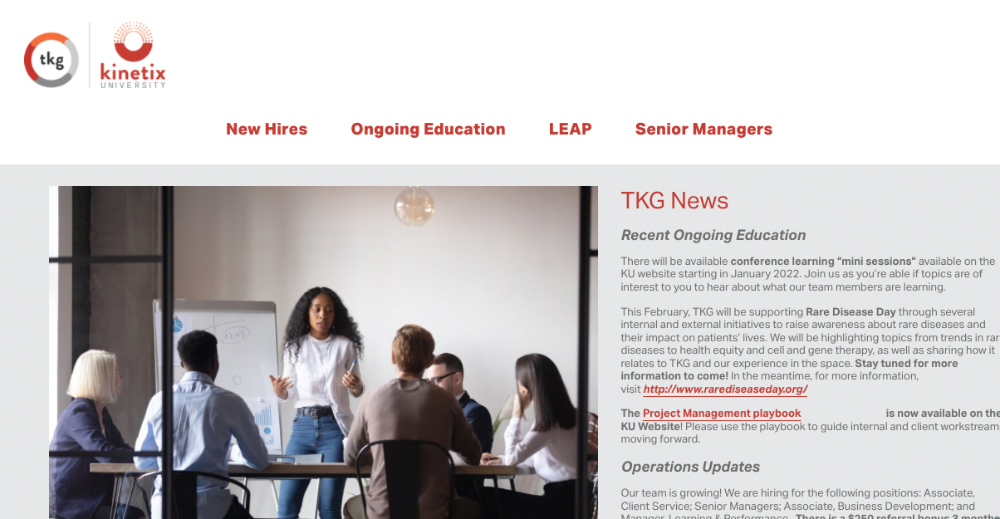 tkg
kinetix
UNIVERSITY
New Hires
Ongoing Education
LEAP
Senior Managers
1203
TKG News
Recent Ongoing Education
There will be available conference learning “mini sessions” available on the
KU website starting in January 2022. Join us as you’re able if topics are of
interest to you to hear about what our team members are learning.
This February, TKG will be supporting Rare Disease Day through several
internal and external initiatives to raise awareness about rare diseases and
their impact on patients’ lives. We will be highlighting topics from trends in
diseases to health equity and cell and gene therapy, as well as sharing how it
relates to TKG and our experience in the space. Stay tuned for more
information to come! In the meantime, for more information,
visit http://www.rarediseaseday.org/
The Project Management playbook is now available on the
KU Website! Please use the playbook to guide internal and client workstreams
moving forward.
Operations Updates
Our team is growing! We are hiring for the following positions: Associate,
Client Service; Senior Managers; Associate, Business Development; and
Manager, Learning & Performance. There is a $250 referral bonus 3 months